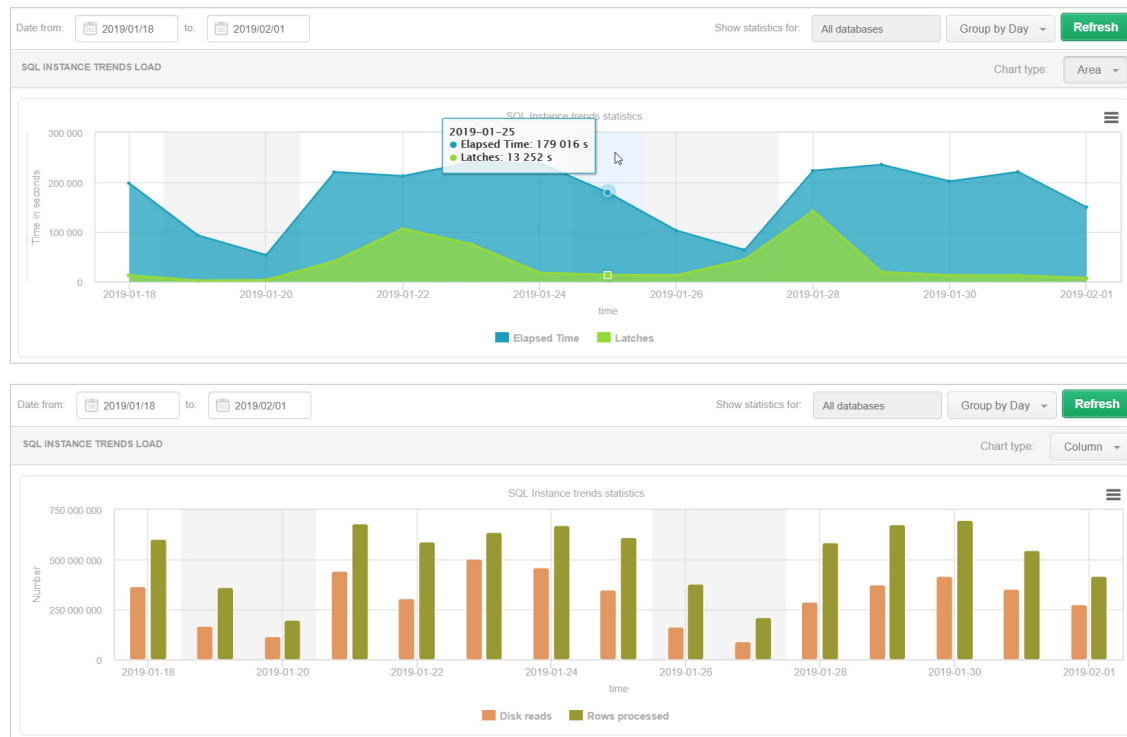 Date from: 2019/01/18 to: 2019/02/01 Show statistics for: All databases Group by Day Refresh
SQL INSTANCE TRENDS LOAD Chart type: Area
SQL Instance trends statistics
2019-01-25
Elapsed Time: 179 016 s
Latches: 13 252 s
300 000
200 000
100 000
0
Time in seconds
2019-01-18 2019-01-20 2019-01-22 2019-01-24 2019-01-26 2019-01-28 2019-01-30 2019-02-01
time
Elapsed Time Latches
Date from: 2019/01/18 to: 2019/02/01 Show statistics for: All databases Group by Day Refresh
SQL INSTANCE TRENDS LOAD Chart type: Column
SQL Instance trends statistics
750 000 000
500 000 000
250 000 000
0
Number
2019-01-18 2019-01-20 2019-01-22 2019-01-24 2019-01-26 2019-01-28 2019-01-30 2019-02-01
time
Disk reads Rows processed